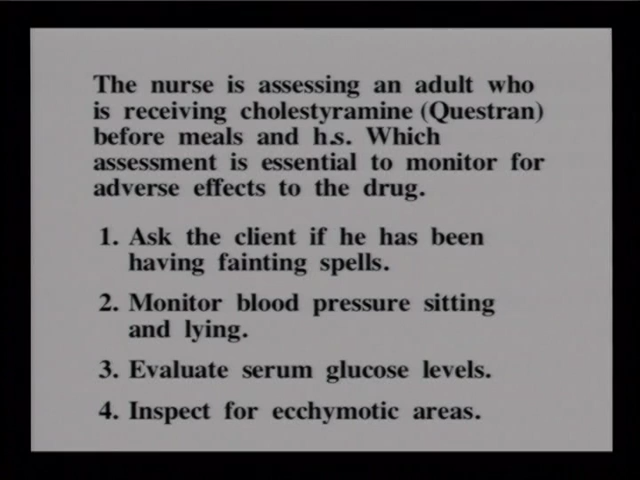 The nurse is assessing an adult who
is receiving cholestyramine (Questran)
before meals and h.s. Which
assessment is essential to monitor for
adverse effects to the drug.
1. Ask the client if he has been
having fainting spells.
2. Monitor blood pressure sitting
and lying.
3. Evaluate serum glucose levels.
4. Inspect for ecchymotic areas.